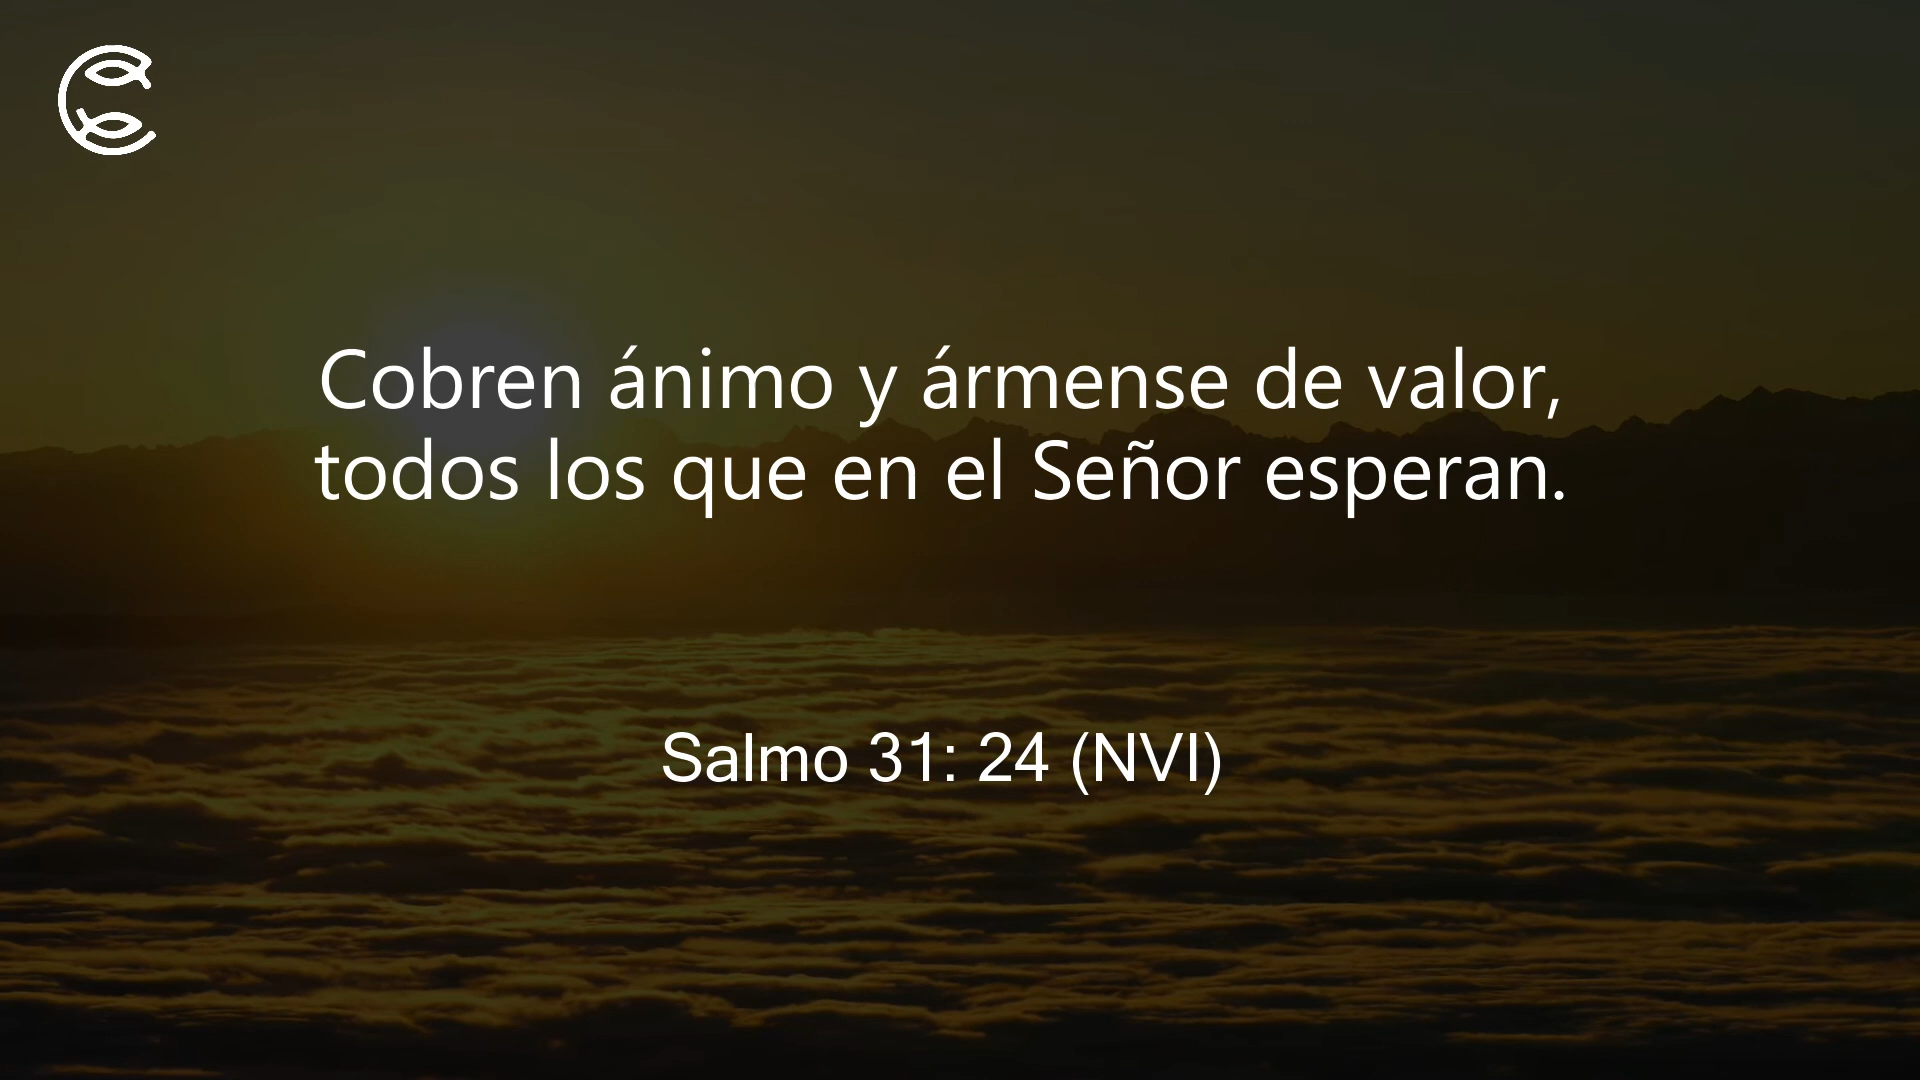 Cobren ánimo y ármense de valor,
todos los que en el Señor esperan.
Salmo 31: 24 (NVI)